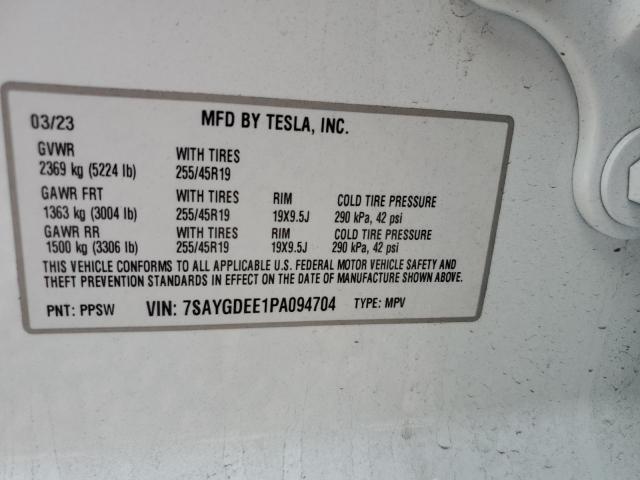 03/23 MFD BY TESLA, INC.
GVWR WITH TIRES
2369 kg (5224 lb) 255/45R19
GAWR FRT WITH TIRES RIM COLD TIRE PRESSURE
1363 kg (3004 lb) 255/45R19 19X9.5J 290 kPa, 42 psi
GAWR RR WITH TIRES RIM COLD TIRE PRESSURE
1500 kg (3306 lb) 255/45R19 19X9.5J 290 kPa, 42 psi
THIS VEHICLE CONFORMS TO ALL APPLICABLE U.S. FEDERAL MOTOR VEHICLE SAFETY AND
THEFT PREVENTION STANDARDS IN EFFECT ON THE DATE OF MANUFACTURE SHOWN ABOVE.
PNT: PPSW VIN: 7SAYGDEE1PA094704 TYPE: MPV